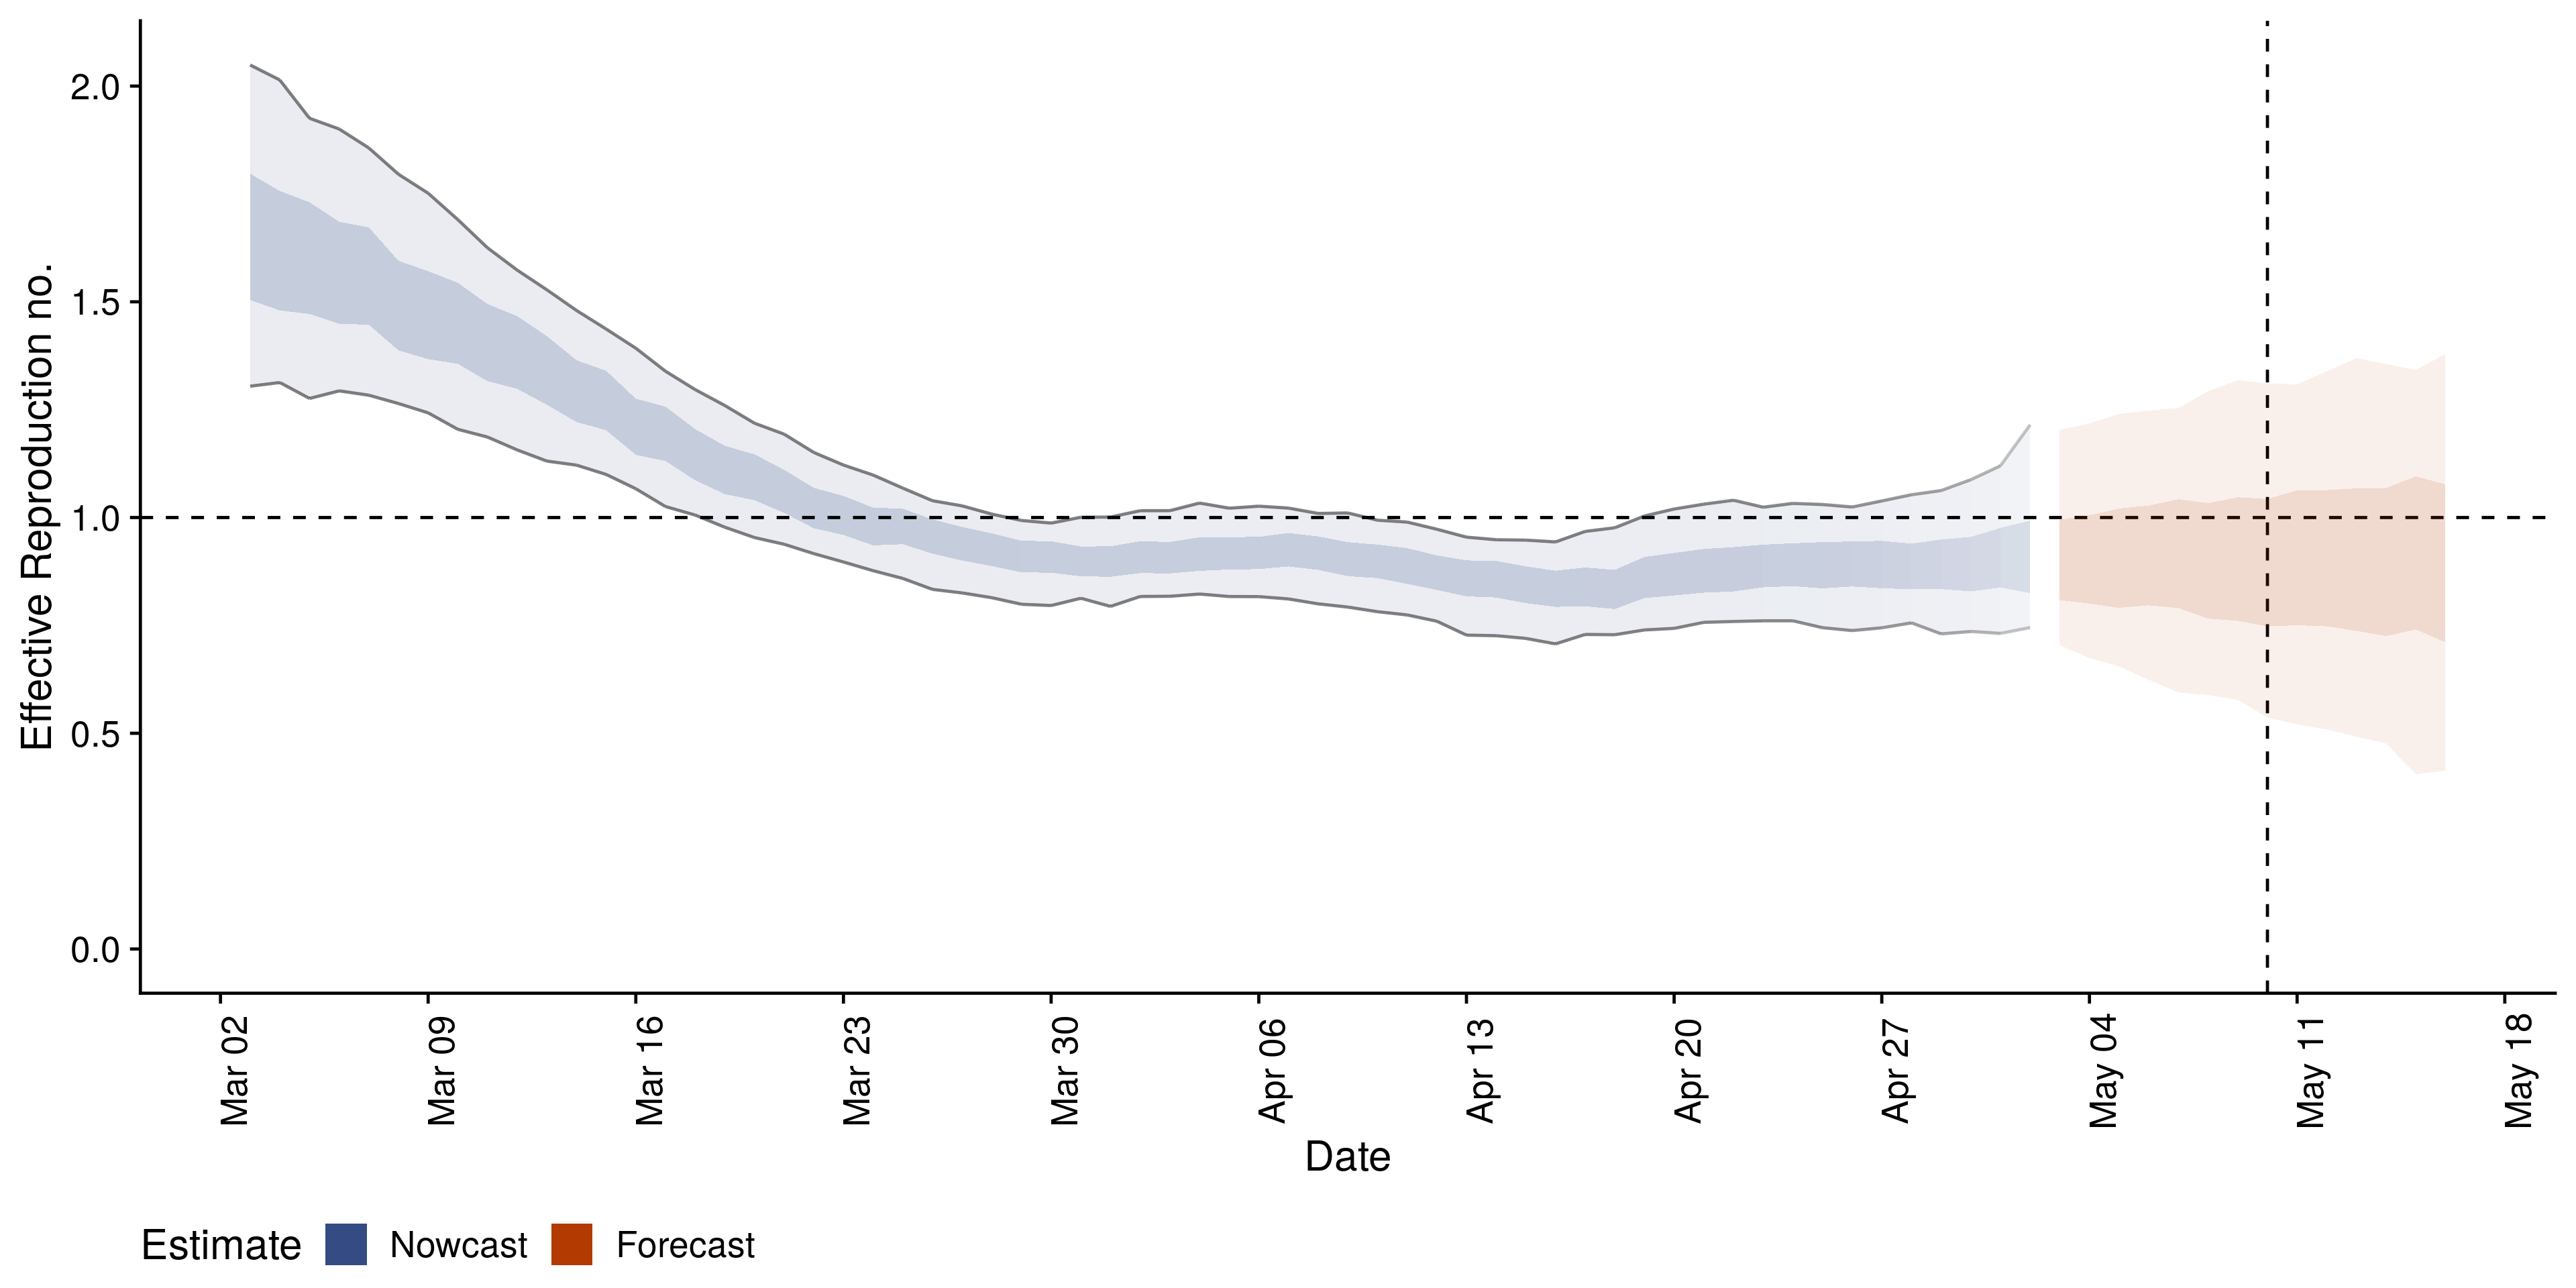 Effective Reproduction no.
2.0
1.5
1.0
0.5
0.0
Mar 02
Mar 09
Mar 16
Mar 23
Mar 30
Apr 06
Apr 13
Apr 20
Apr 27
May 04
May 11
May 18
Date
Estimate Nowcast Forecast